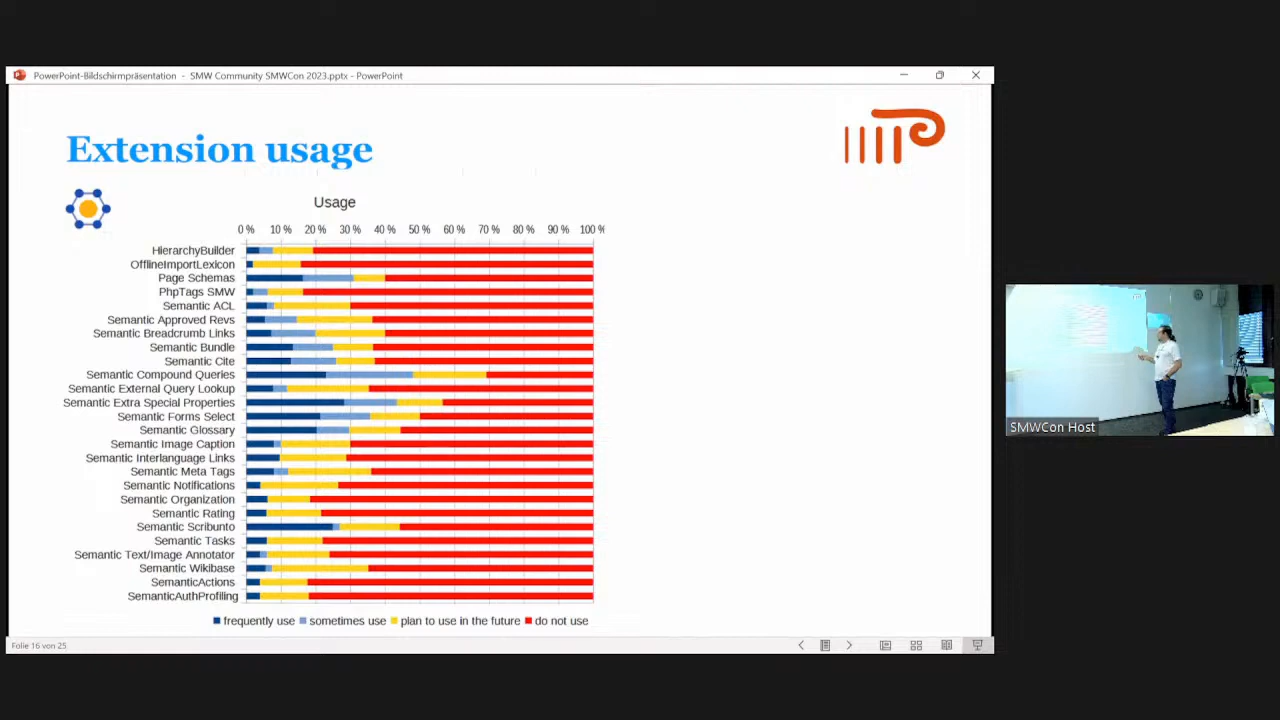 PowerPoint-Bildschirmpräsentation - SMW Community SMWCon 2023.pptx - PowerPoint
Extension usage
Usage
0 % 10 % 20 % 30 % 40 % 50 % 60 % 70 % 80 % 90 % 100 %
HierarchyBuilder
OfflineImportLexicon
Page Schemas
PhpTags SMW
Semantic ACL
Semantic Approved Revs
Semantic Breadcrumb Links
Semantic Bundle
Semantic Cite
Semantic Compound Queries
Semantic External Query Lookup
Semantic Extra Special Properties
Semantic Forms Select
Semantic Glossary
Semantic Image Caption
Semantic Interlanguage Links
Semantic Meta Tags
Semantic Notifications
Semantic Organization
Semantic Rating
Semantic Scribunto
Semantic Tasks
Semantic Text/Image Annotator
Semantic Wikibase
SemanticActions
SemanticAuthProfiling
frequently use sometimes use plan to use in the future do not use
Folie 16 von 25
SMWCon Host